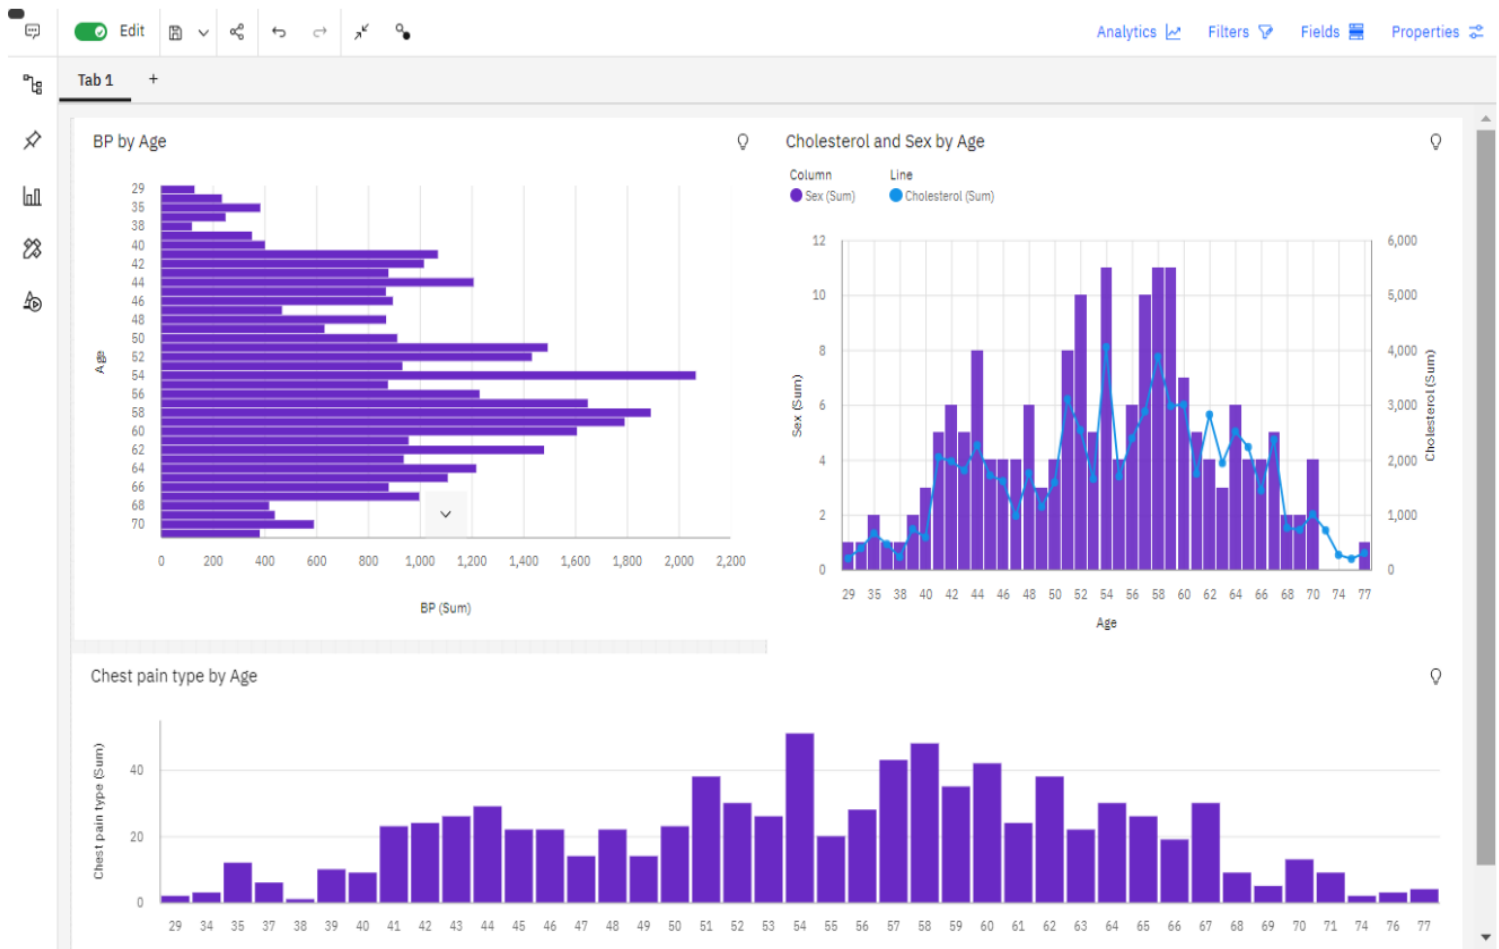 Edit
Analytics Filters Fields Properties
Tab 1 +
BP by Age
Age
29
35
38
40
42
44
46
48
50
52
54
56
58
60
62
64
66
68
70
0 200 400 600 800 1,000 1,200 1,400 1,600 1,800 2,000 2,200
BP (Sum)
Cholesterol and Sex by Age
Column Line
Sex (Sum) Cholesterol (Sum)
Sex (Sum)
12
10
8
6
4
2
0
6,000
5,000
4,000
3,000
2,000
1,000
0
Cholesterol (Sum)
29 35 38 40 42 44 46 48 50 52 54 56 58 60 62 64 66 68 70 74 77
Age
Chest pain type by Age
Chest pain type (Sum)
40
20
0
29 34 35 37 38 39 40 41 42 43 44 45 46 47 48 49 50 51 52 53 54 55 56 57 58 59 60 61 62 63 64 65 66 67 68 69 70 71 74 76 77